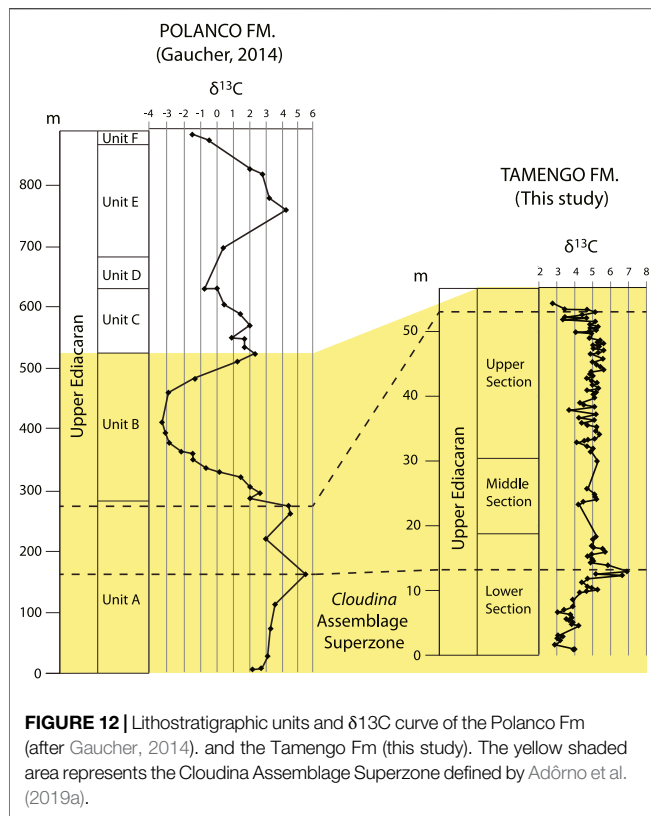 POLANCO FM.
(Gaucher, 2014)
δ13C
m
-4 -3 -2 -1 0 1 2 3 4 5 6
Unit F
800
Unit E
700
Unit D
600
Unit C
500
Upper Ediacaran
Unit B
400
300
200
Unit A
100
0
TAMENGO FM.
(This study)
δ13C
m
2 3 4 5 6 7 8
50
Upper
Section
40
30
Upper Ediacaran
Middle
Section
20
10
Lower
Section
0
Cloudina
Assemblage
Superzone
FIGURE 12 | Lithostratigraphic units and δ13C curve of the Polanco Fm
(after Gaucher, 2014). and the Tamengo Fm (this study). The yellow shaded
area represents the Cloudina Assemblage Superzone defined by Adôrno et al.
(2019a).